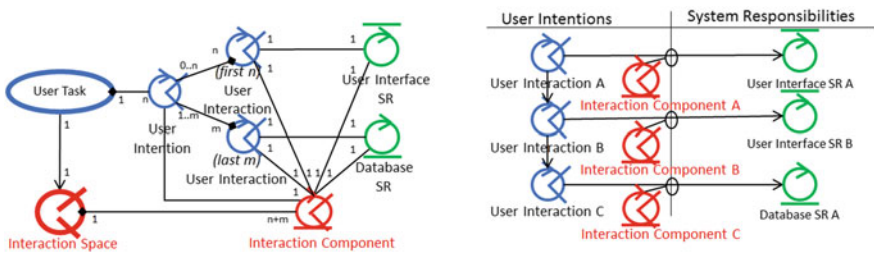 User Task
1
n
1
1
0..n
n
(first n)
User
Interaction
1
1
1..m
m
(last m)
User Interaction
User
Intention
1
1
1
1
User Interface
SR
1
1
Database
SR
1
1
1 1
1
1
n+m
Interaction Space
Interaction Component
User Intentions
System Responsibilities
User Interaction A
User Interface SR A
Interaction Component A
User Interaction B
User Interface SR B
Interaction Component B
User Interaction C
Database SR A
Interaction Component C